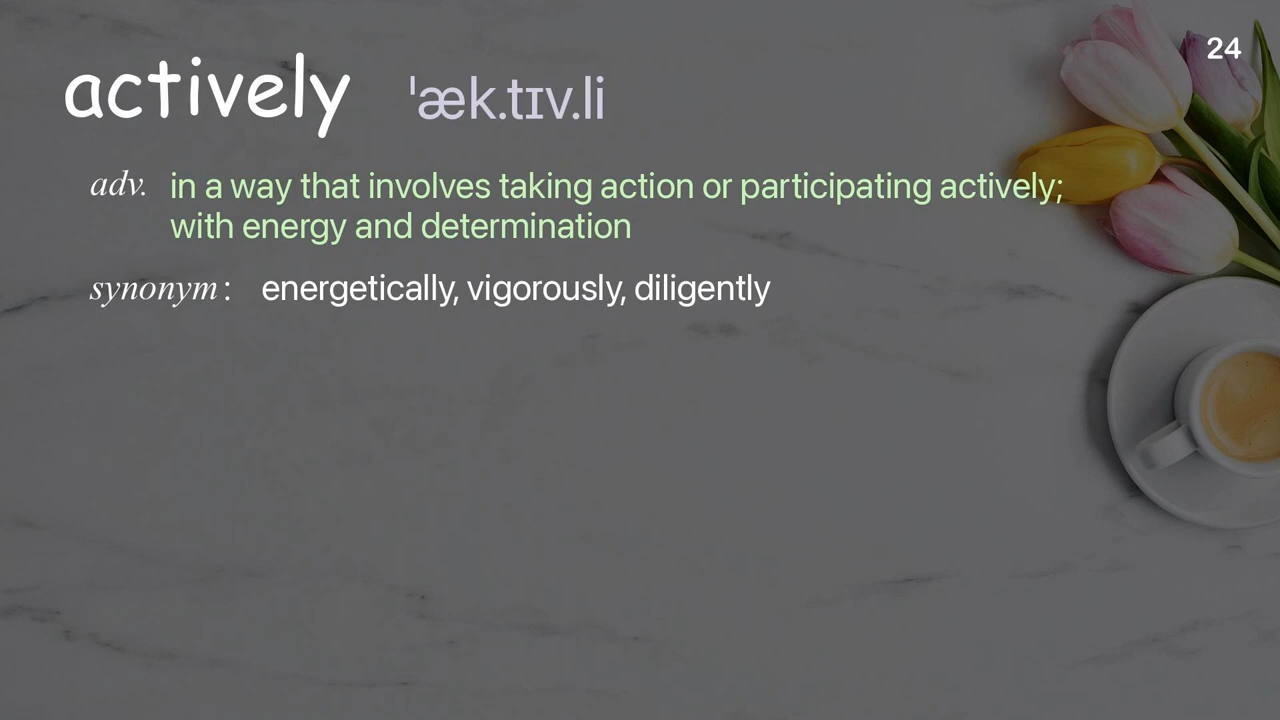 24
actively ˈæk.tɪv.li
adv. in a way that involves taking action or participating actively;
with energy and determination
synonym : energetically, vigorously, diligently